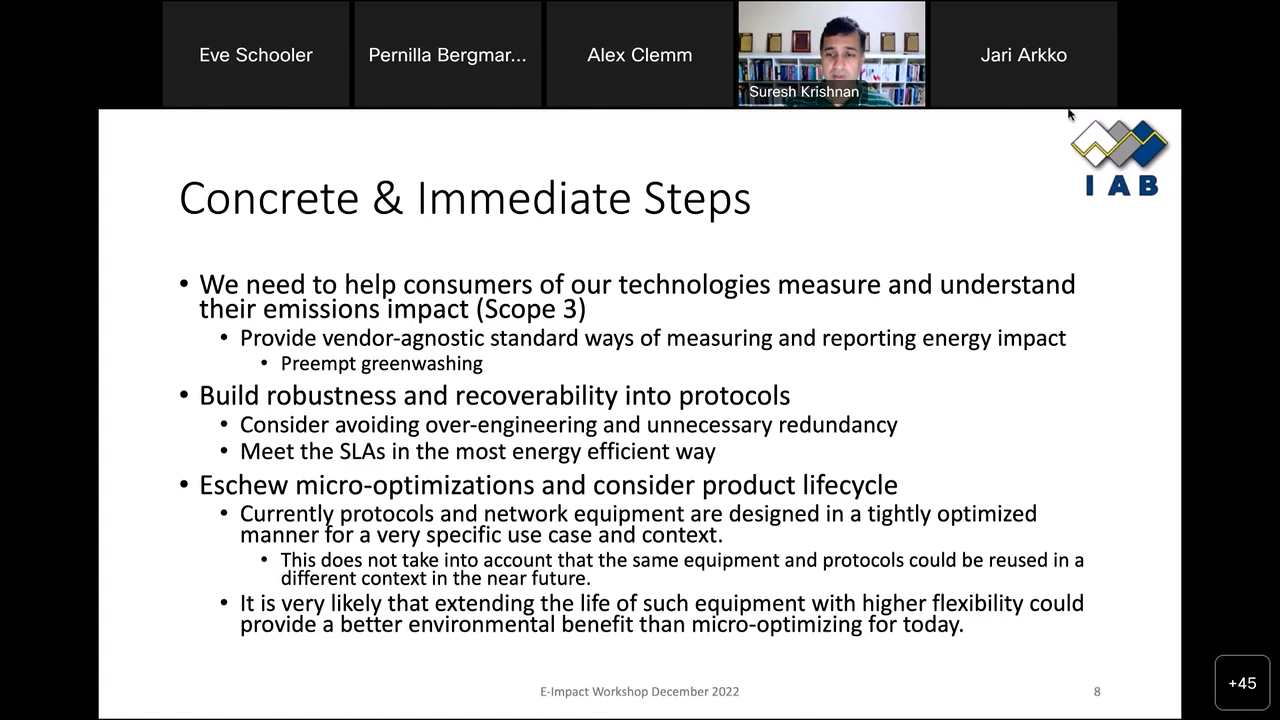 Eve Schooler
Pernilla Bergmar...
Alex Clemm
Suresh Krishnan
Jari Arkko
IAB
Concrete & Immediate Steps
• We need to help consumers of our technologies measure and understand
their emissions impact (Scope 3)
• Provide vendor-agnostic standard ways of measuring and reporting energy impact
• Preempt greenwashing
• Build robustness and recoverability into protocols
• Consider avoiding over-engineering and unnecessary redundancy
• Meet the SLAs in the most energy efficient way
• Eschew micro-optimizations and consider product lifecycle
• Currently protocols and network equipment are designed in a tightly optimized
manner for a very specific use case and context.
• This does not take into account that the same equipment and protocols could be reused in a
different context in the near future.
• It is very likely that extending the life of such equipment with higher flexibility could
provide a better environmental benefit than micro-optimizing for today.
E-Impact Workshop December 2022
8
+45